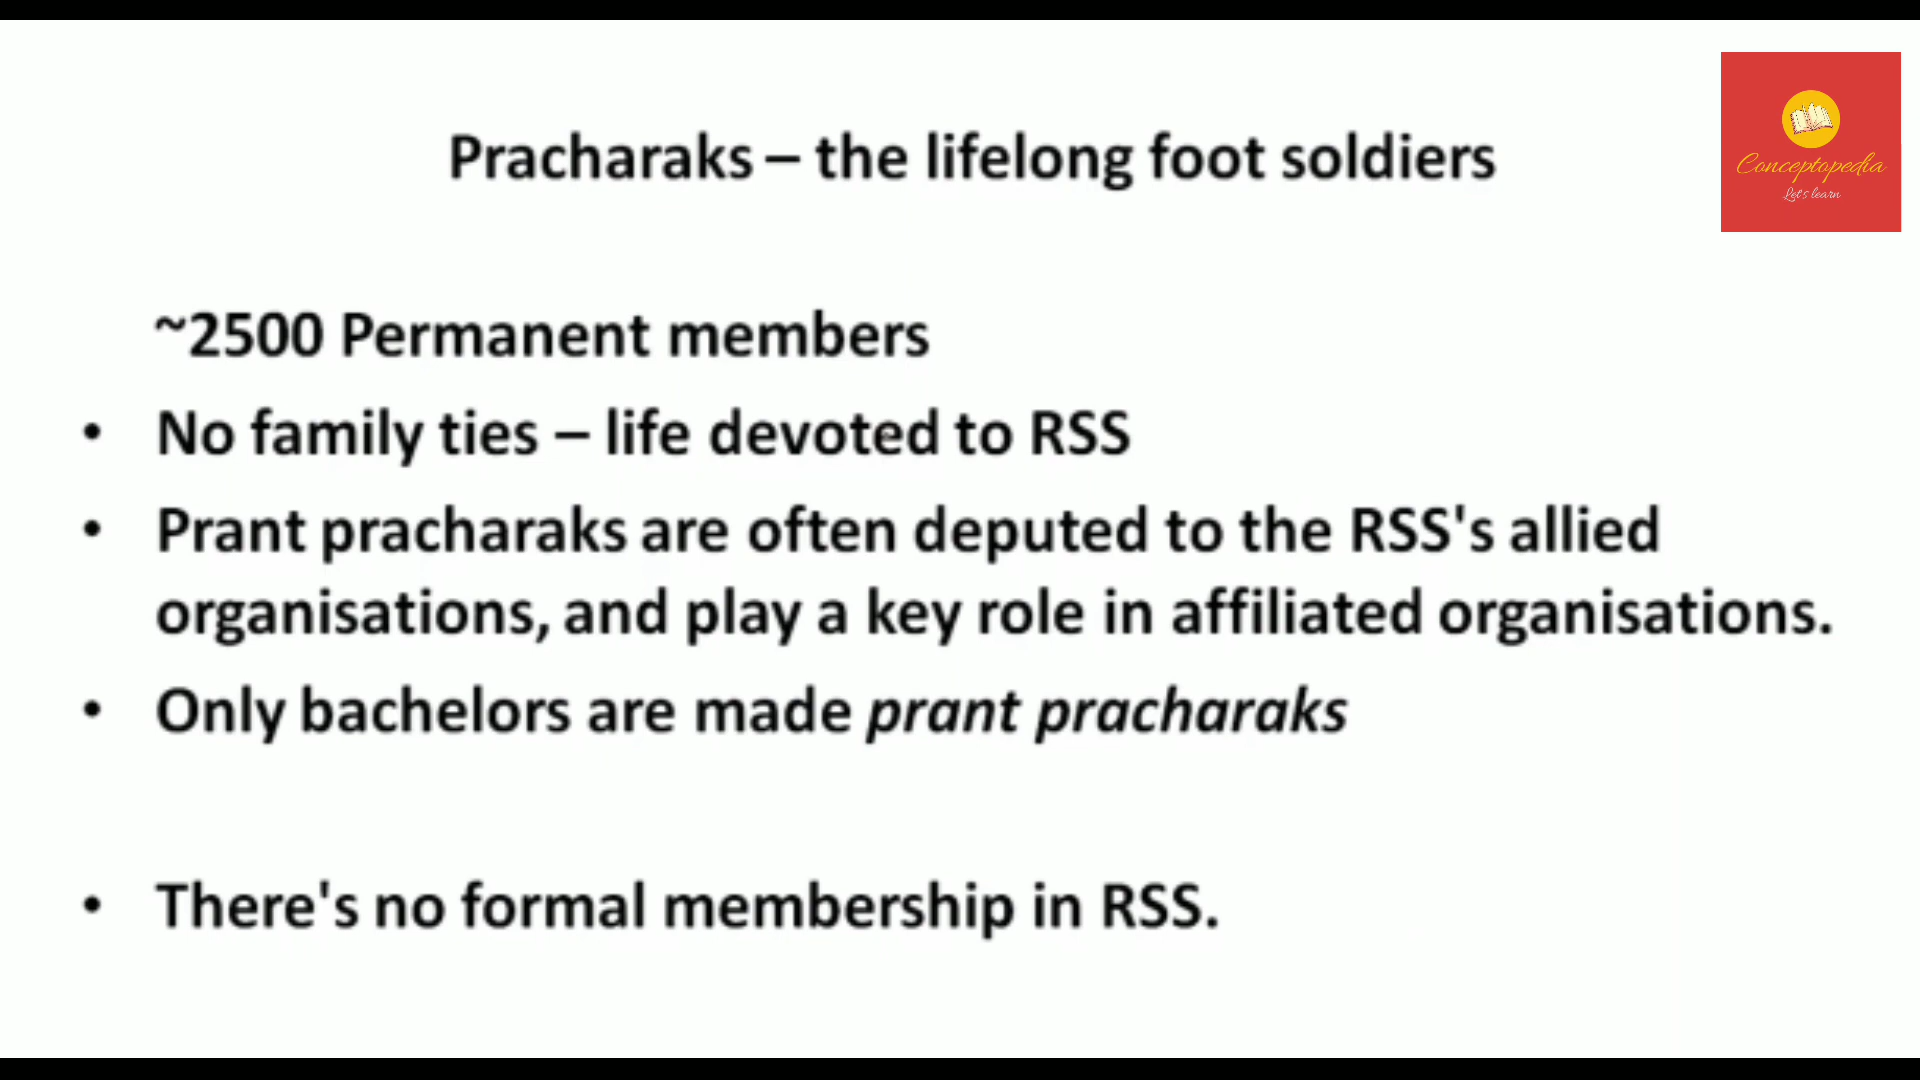 Pracharaks – the lifelong foot soldiers
Conceptopedia
Let's learn
~2500 Permanent members
• No family ties – life devoted to RSS
• Prant pracharaks are often deputed to the RSS's allied
organisations, and play a key role in affiliated organisations.
• Only bachelors are made prant pracharaks
• There's no formal membership in RSS.